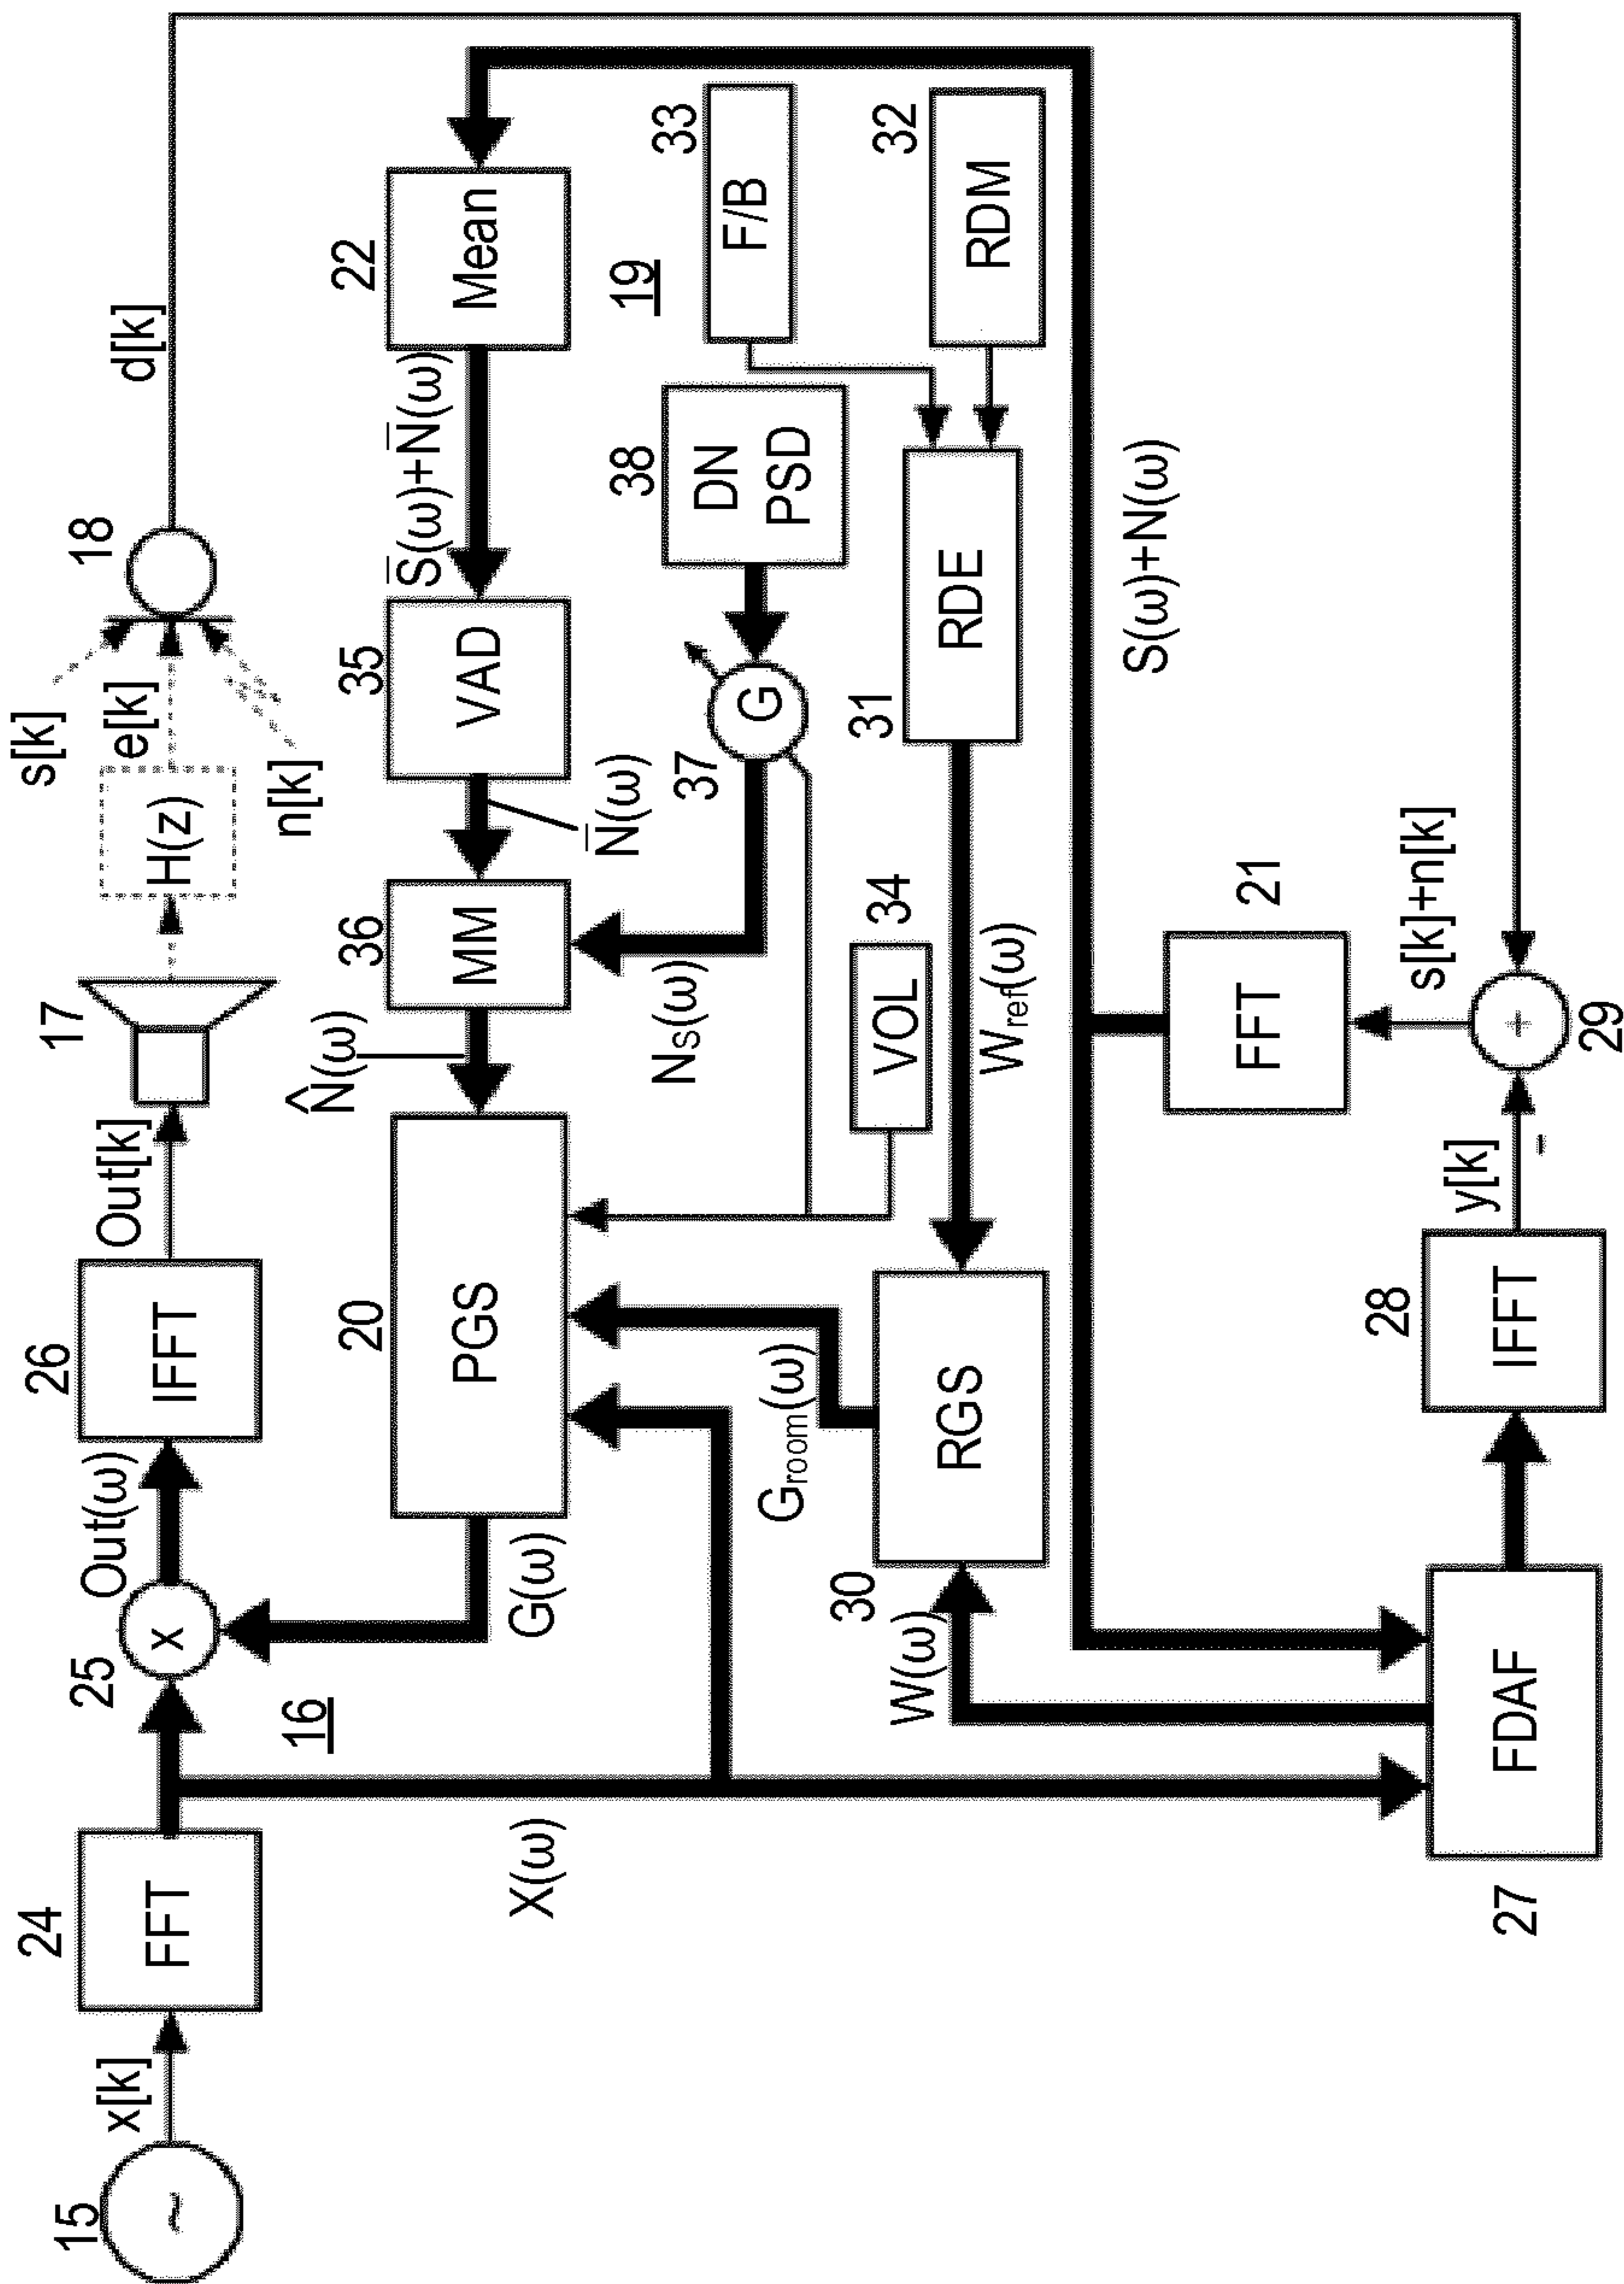 15
~
x[k]
24
FFT
25
x
Out(ω)
26
IFFT
Out[k]
17
H(z)
s[k]
e[k]
n[k]
18
d[k]
16
X(ω)
G(ω)
20
PGS
N̂(ω)
36
MM
N̄(ω)
35
VAD
S̄(ω)+N̄(ω)
22
Mean
19
Nₛ(ω)
37
G
38
DN
PSD
33
F/B
Gᵣₒₒₘ(ω)
34
VOL
W(ω)
30
RGS
W_ref(ω)
31
RDE
32
RDM
S(ω)+N(ω)
21
FFT
s[k]+n[k]
27
FDAF
28
IFFT
y[k]
-
+
29